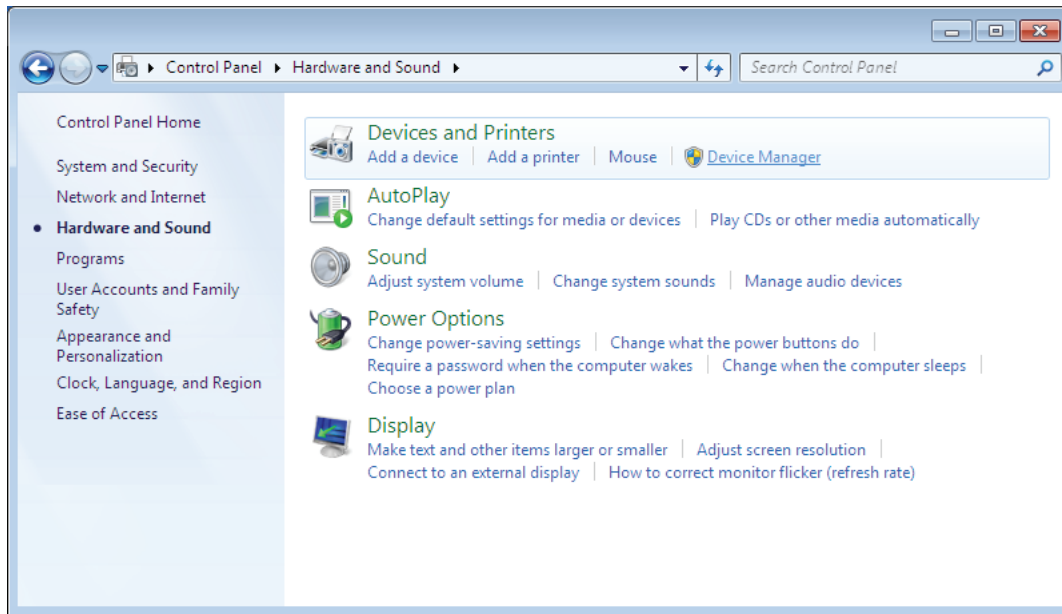 Control Panel Hardware and Sound Search Control Panel
Control Panel Home
System and Security
Network and Internet
Hardware and Sound
Programs
User Accounts and Family
Safety
Appearance and
Personalization
Clock, Language, and Region
Ease of Access
Devices and Printers
Add a device Add a printer Mouse Device Manager
AutoPlay
Change default settings for media or devices Play CDs or other media automatically
Sound
Adjust system volume Change system sounds Manage audio devices
Power Options
Change power-saving settings Change what the power buttons do
Require a password when the computer wakes Change when the computer sleeps
Choose a power plan
Display
Make text and other items larger or smaller Adjust screen resolution
Connect to an external display How to correct monitor flicker (refresh rate)